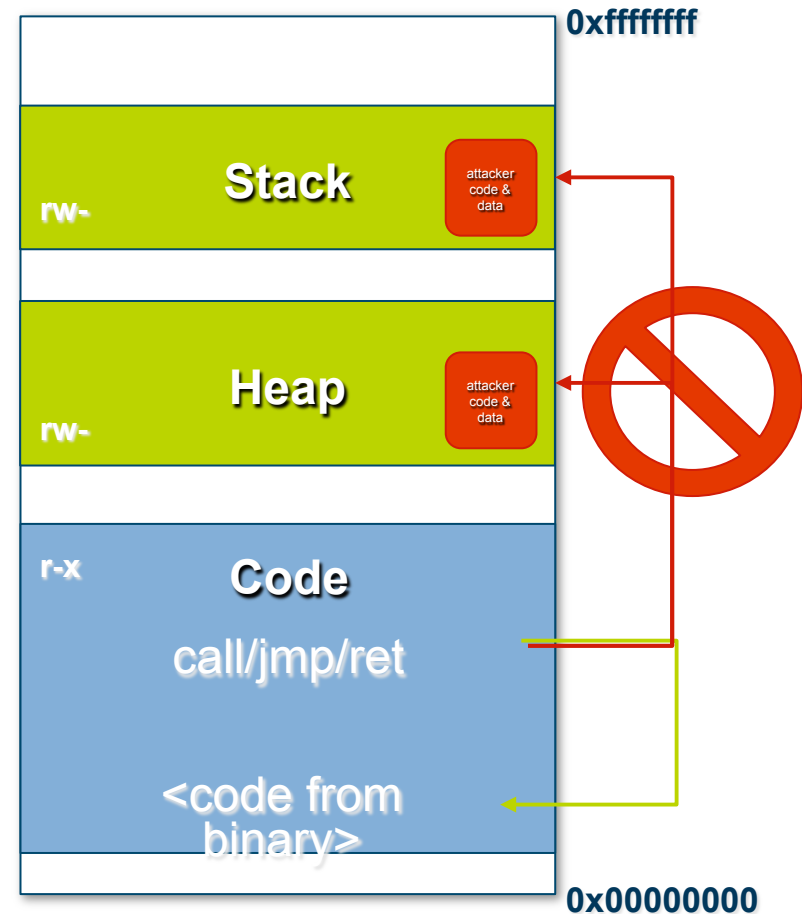 0xffffffff
Stack
attacker
code &
data
rw-
Heap
attacker
code &
data
rw-
r-x
Code
call/jmp/ret
<code from
binary>
0x00000000